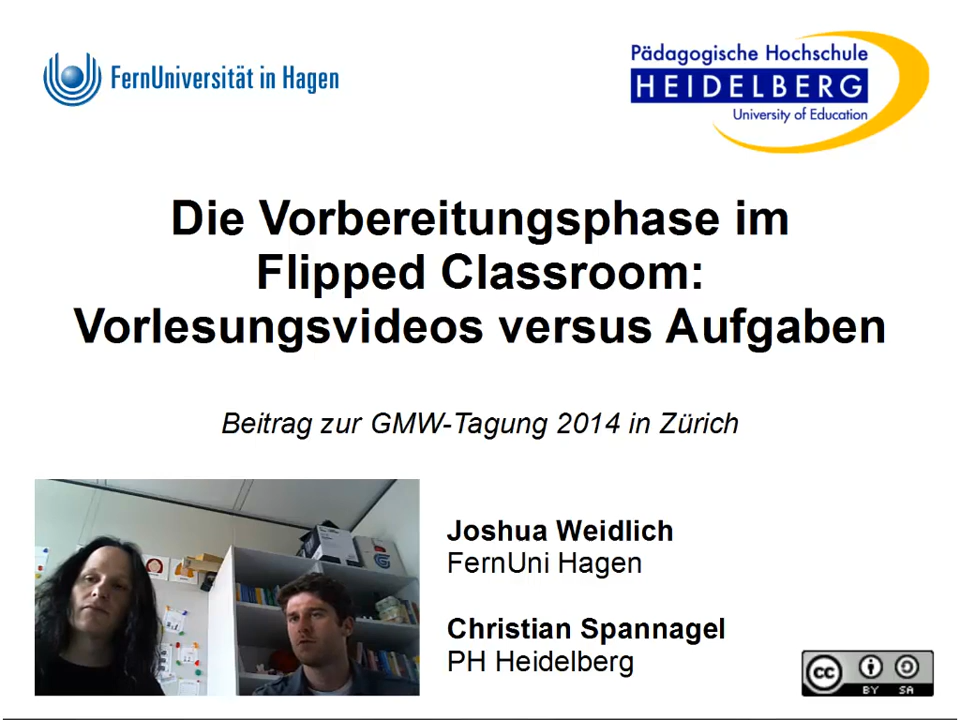 FernUniversität in Hagen
Pädagogische Hochschule
HEIDELBERG
University of Education
Die Vorbereitungsphase im
Flipped Classroom:
Vorlesungsvideos versus Aufgaben
Beitrag zur GMW-Tagung 2014 in Zürich
Joshua Weidlich
FernUni Hagen
Christian Spannagel
PH Heidelberg
cc
BY SA